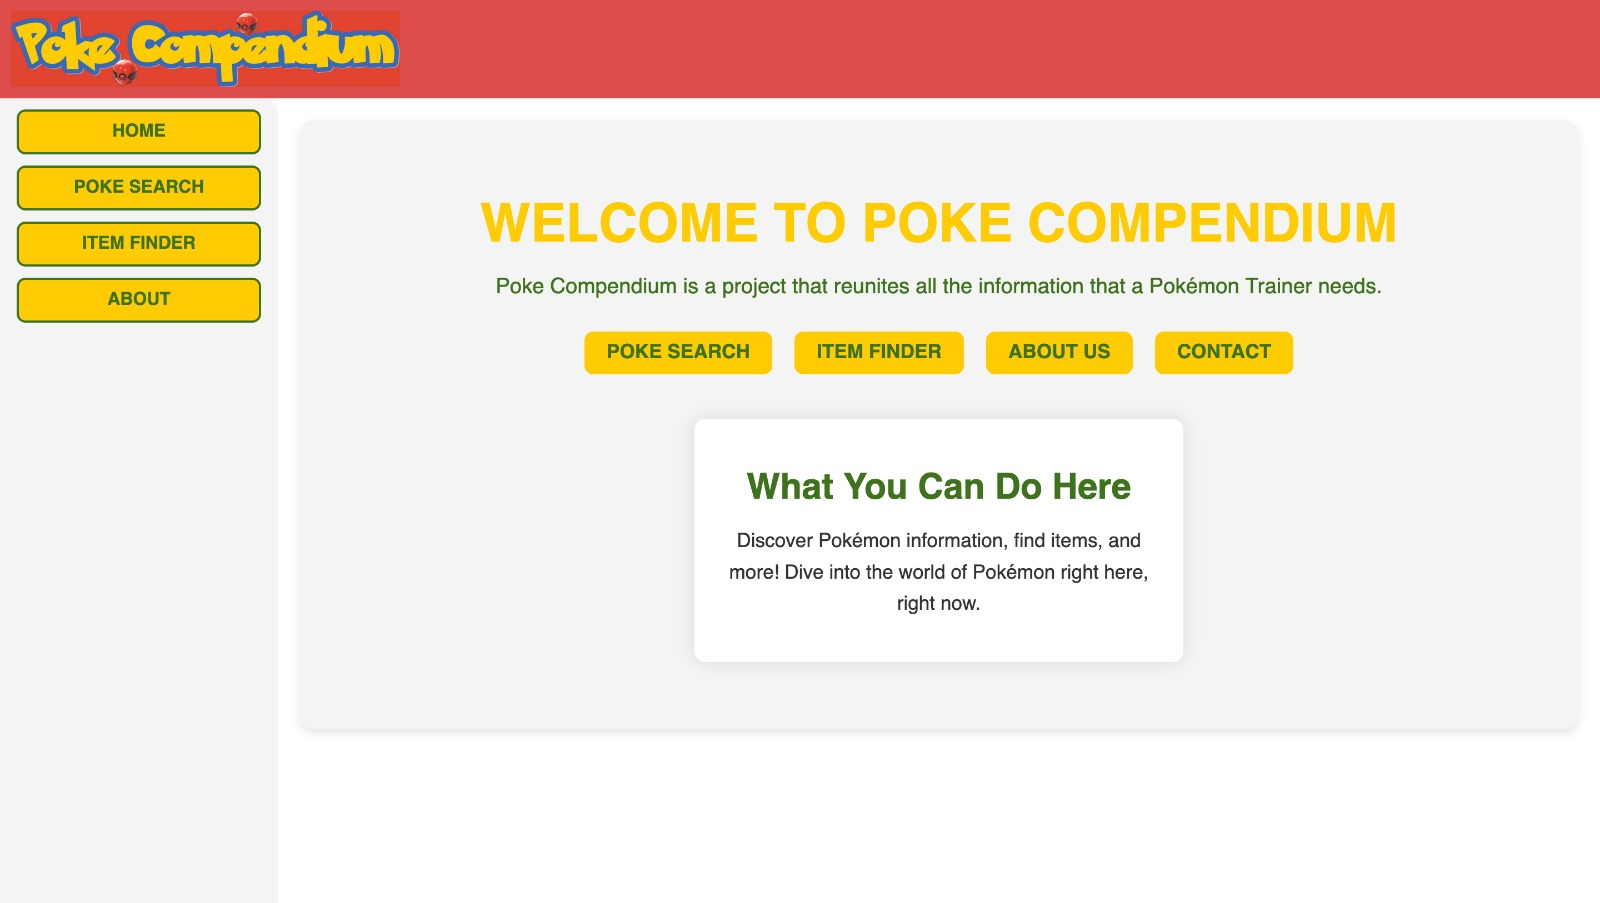 Poke Compendium
HOME
POKE SEARCH
ITEM FINDER
ABOUT
WELCOME TO POKE COMPENDIUM
Poke Compendium is a project that reunites all the information that a Pokémon Trainer needs.
POKE SEARCH
ITEM FINDER
ABOUT US
CONTACT
What You Can Do Here
Discover Pokémon information, find items, and
more! Dive into the world of Pokémon right here,
right now.